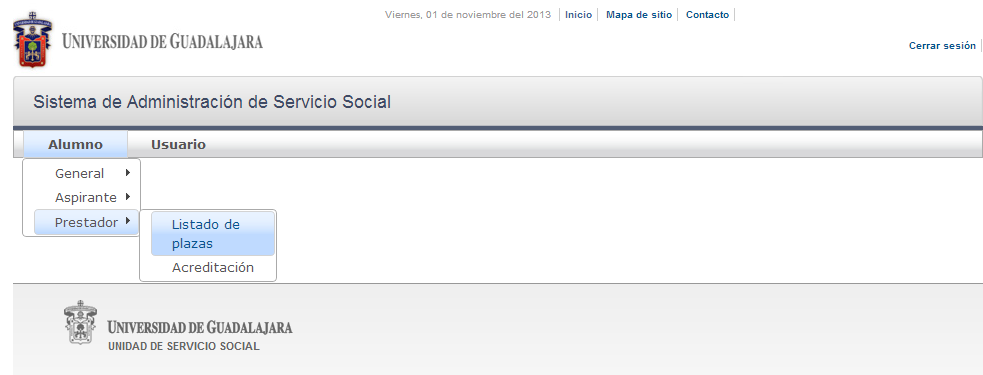 Viernes, 01 de noviembre del 2013 Inicio Mapa de sitio Contacto
UNIVERSIDAD DE GUADALAJARA
Cerrar sesión
Sistema de Administración de Servicio Social
Alumno Usuario
General
Aspirante
Prestador
Listado de
plazas
Acreditación
UNIVERSIDAD DE GUADALAJARA
UNIDAD DE SERVICIO SOCIAL